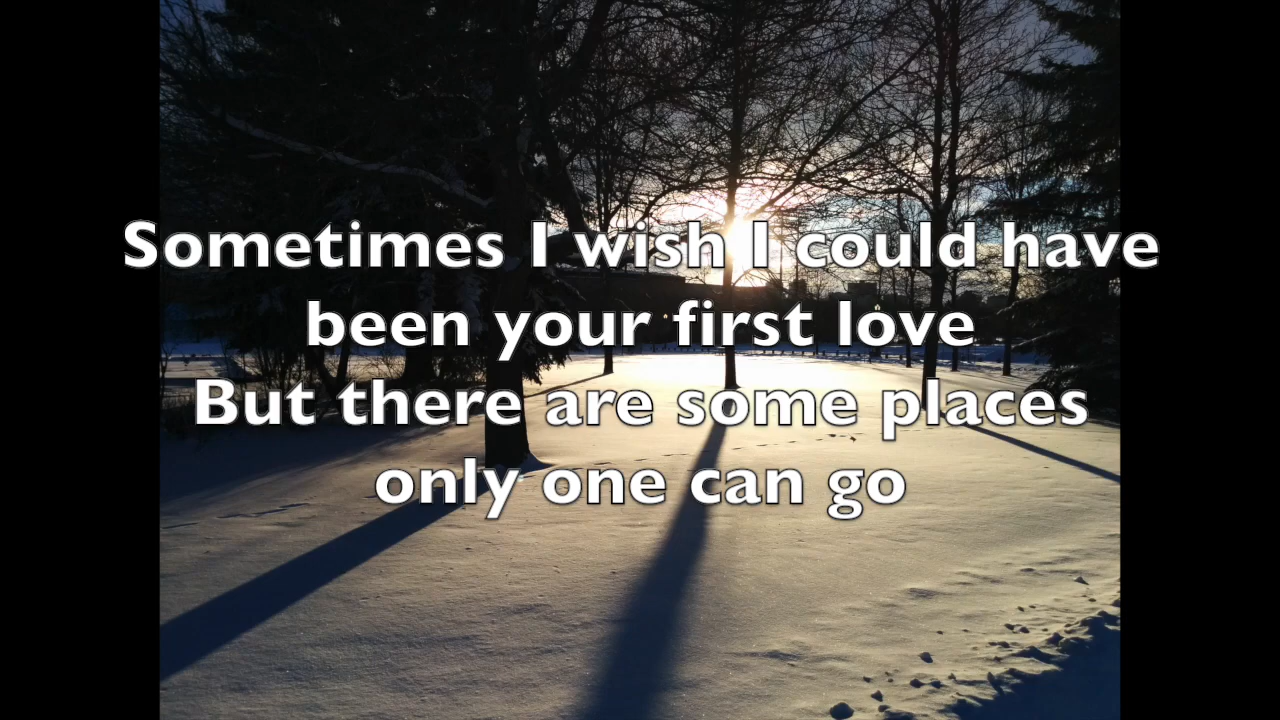 Sometimes I wish I could have
been your first love
But there are some places
only one can go